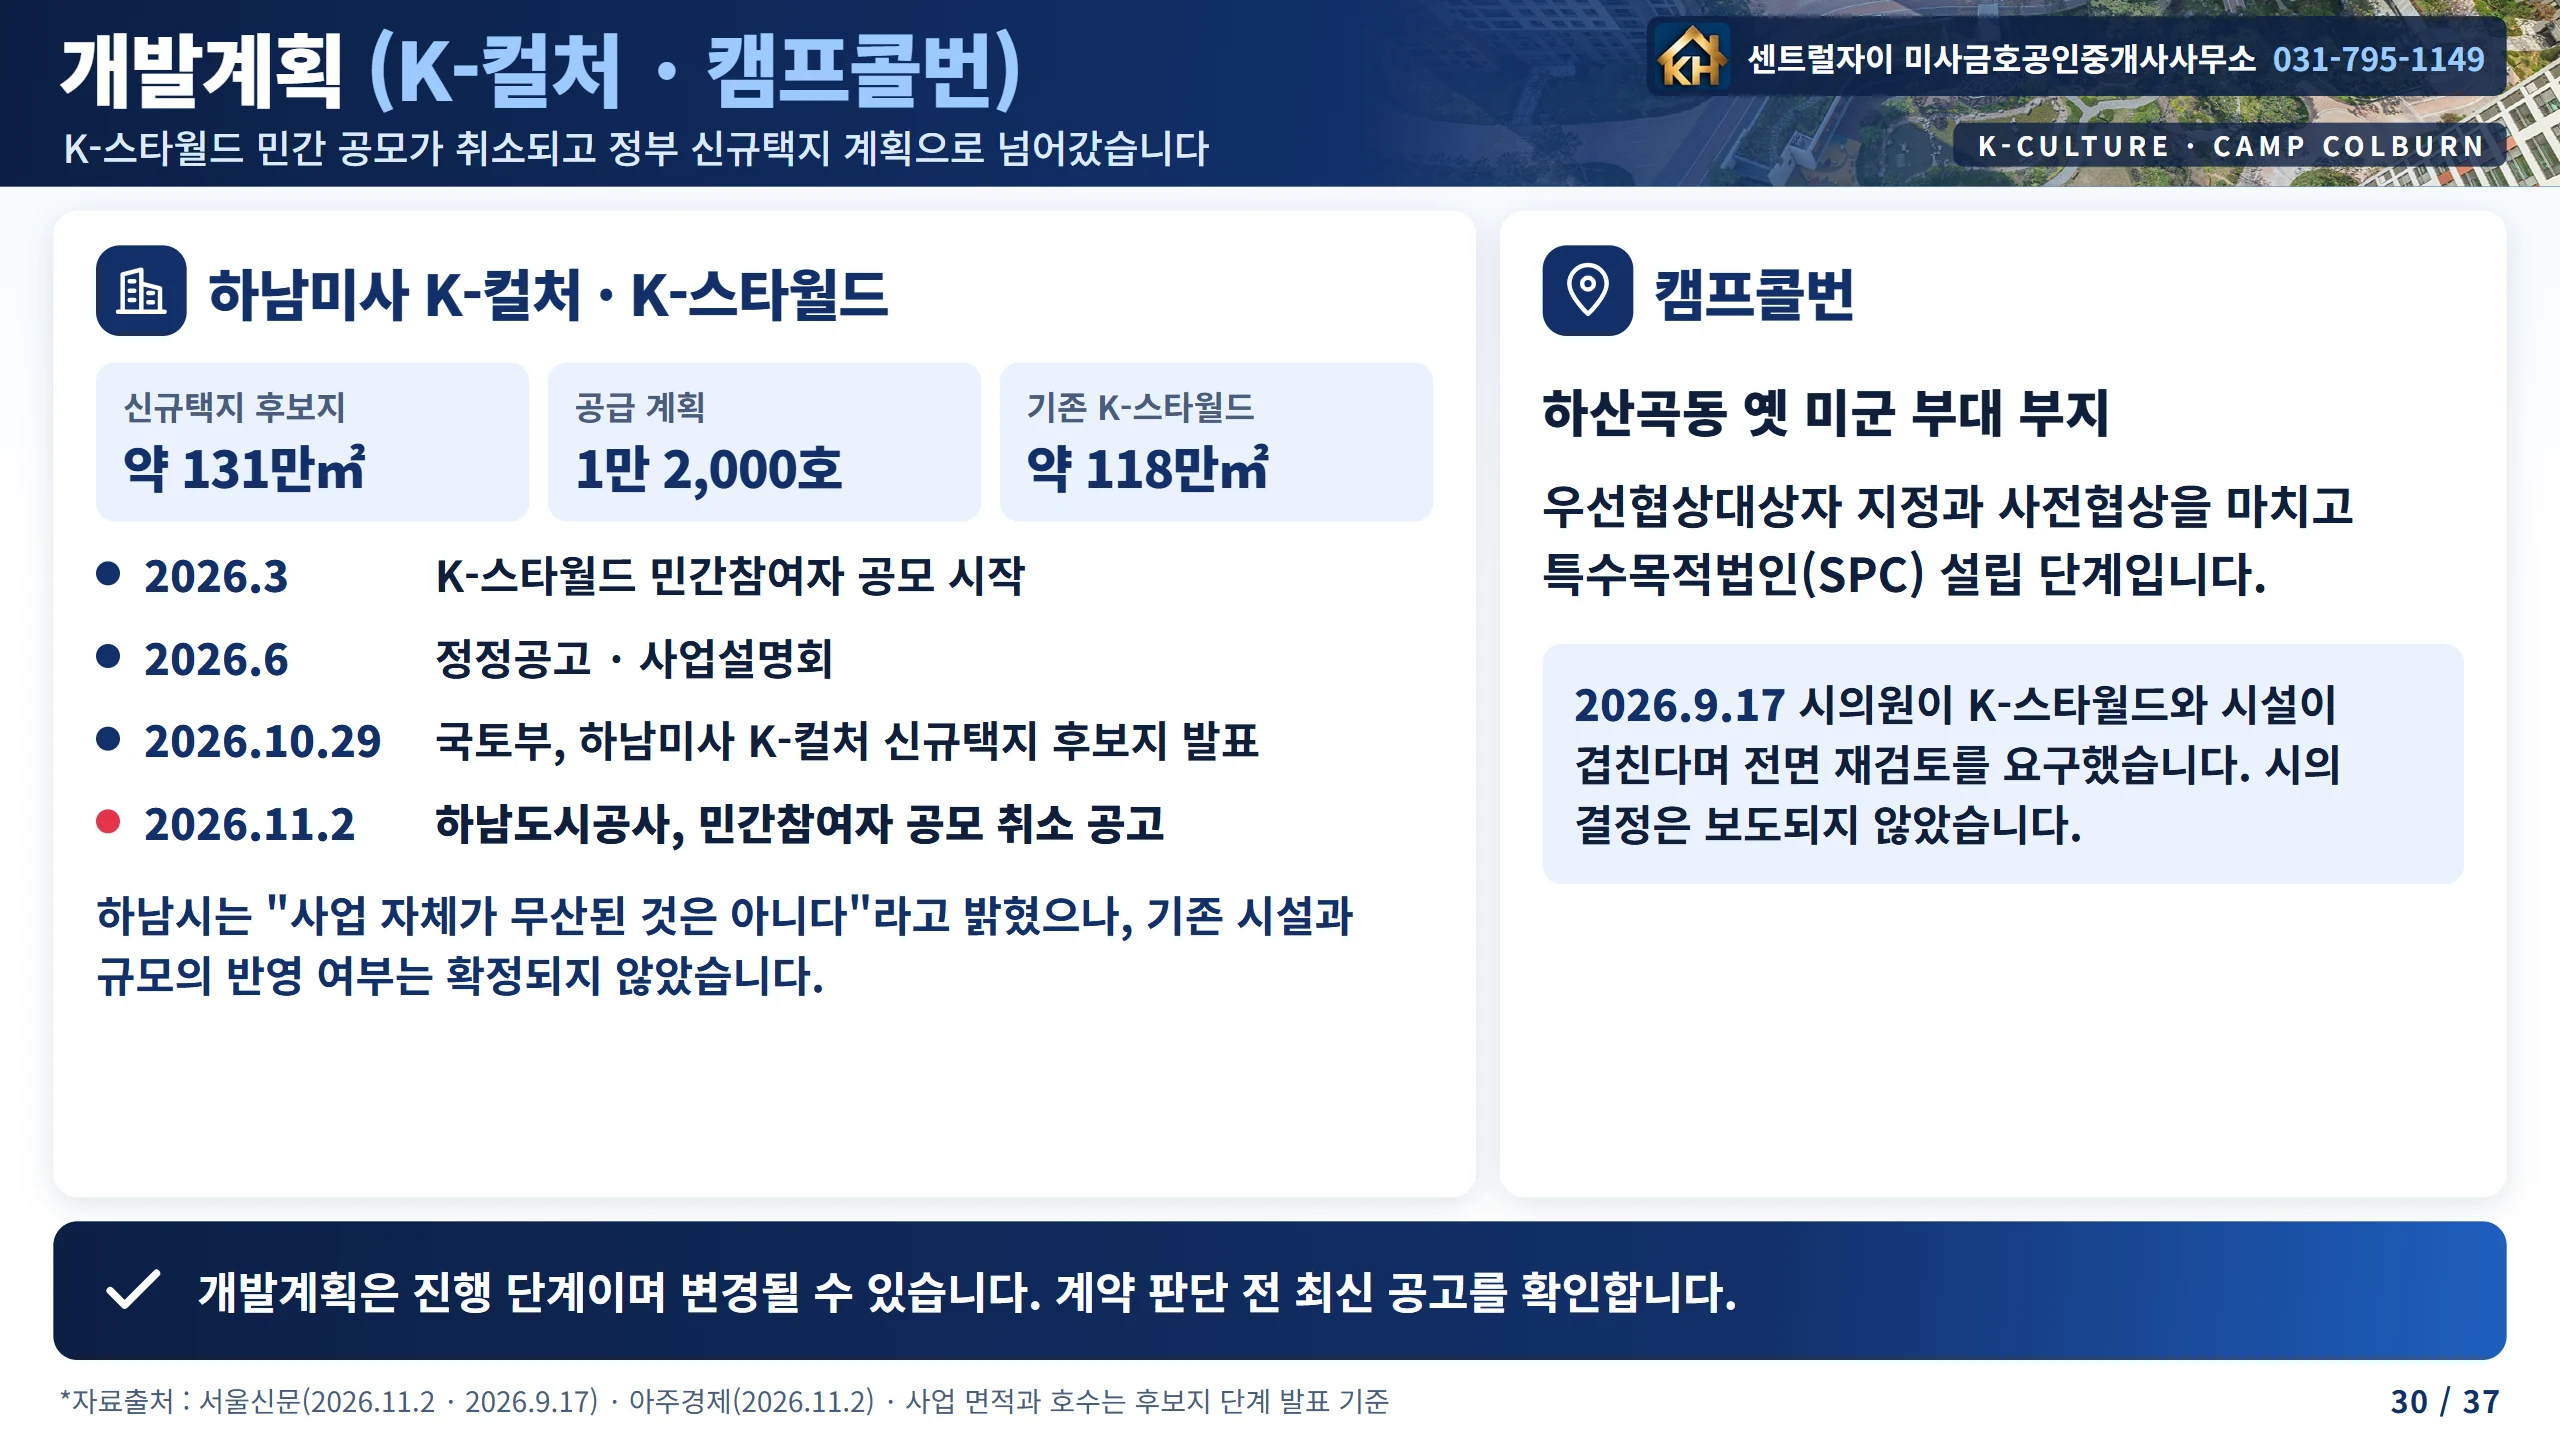 개발계획 (K-컬처 · 캠프콜번)
K-스타월드 민간 공모가 취소되고 정부 신규택지 계획으로 넘어갔습니다
KH
센트럴자이 미사금호공인중개사사무소 031-795-1149
K-CULTURE · CAMP COLBURN
하남미사 K-컬처 · K-스타월드
신규택지 후보지
약 131만㎡
공급 계획
1만 2,000호
기존 K-스타월드
약 118만㎡
2026.3 K-스타월드 민간참여자 공모 시작
2026.6 정정공고 · 사업설명회
2026.10.29 국토부, 하남미사 K-컬처 신규택지 후보지 발표
2026.11.2 하남도시공사, 민간참여자 공모 취소 공고
하남시는 "사업 자체가 무산된 것은 아니다"라고 밝혔으나, 기존 시설과
규모의 반영 여부는 확정되지 않았습니다.
캠프콜번
하산곡동 옛 미군 부대 부지
우선협상대상자 지정과 사전협상을 마치고
특수목적법인(SPC) 설립 단계입니다.
2026.9.17 시의원이 K-스타월드와 시설이
겹친다며 전면 재검토를 요구했습니다. 시의
결정은 보도되지 않았습니다.
개발계획은 진행 단계이며 변경될 수 있습니다. 계약 판단 전 최신 공고를 확인합니다.
*자료출처 : 서울신문(2026.11.2 · 2026.9.17) · 아주경제(2026.11.2) · 사업 면적과 호수는 후보지 단계 발표 기준
30 / 37